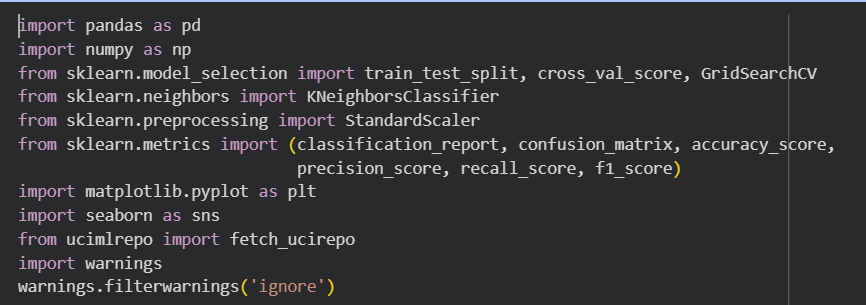 import pandas as pd
import numpy as np
from sklearn.model_selection import train_test_split, cross_val_score, GridSearchCV
from sklearn.neighbors import KNeighborsClassifier
from sklearn.preprocessing import StandardScaler
from sklearn.metrics import (classification_report, confusion_matrix, accuracy_score,
                             precision_score, recall_score, f1_score)
import matplotlib.pyplot as plt
import seaborn as sns
from ucimlrepo import fetch_ucirepo
import warnings
warnings.filterwarnings('ignore')